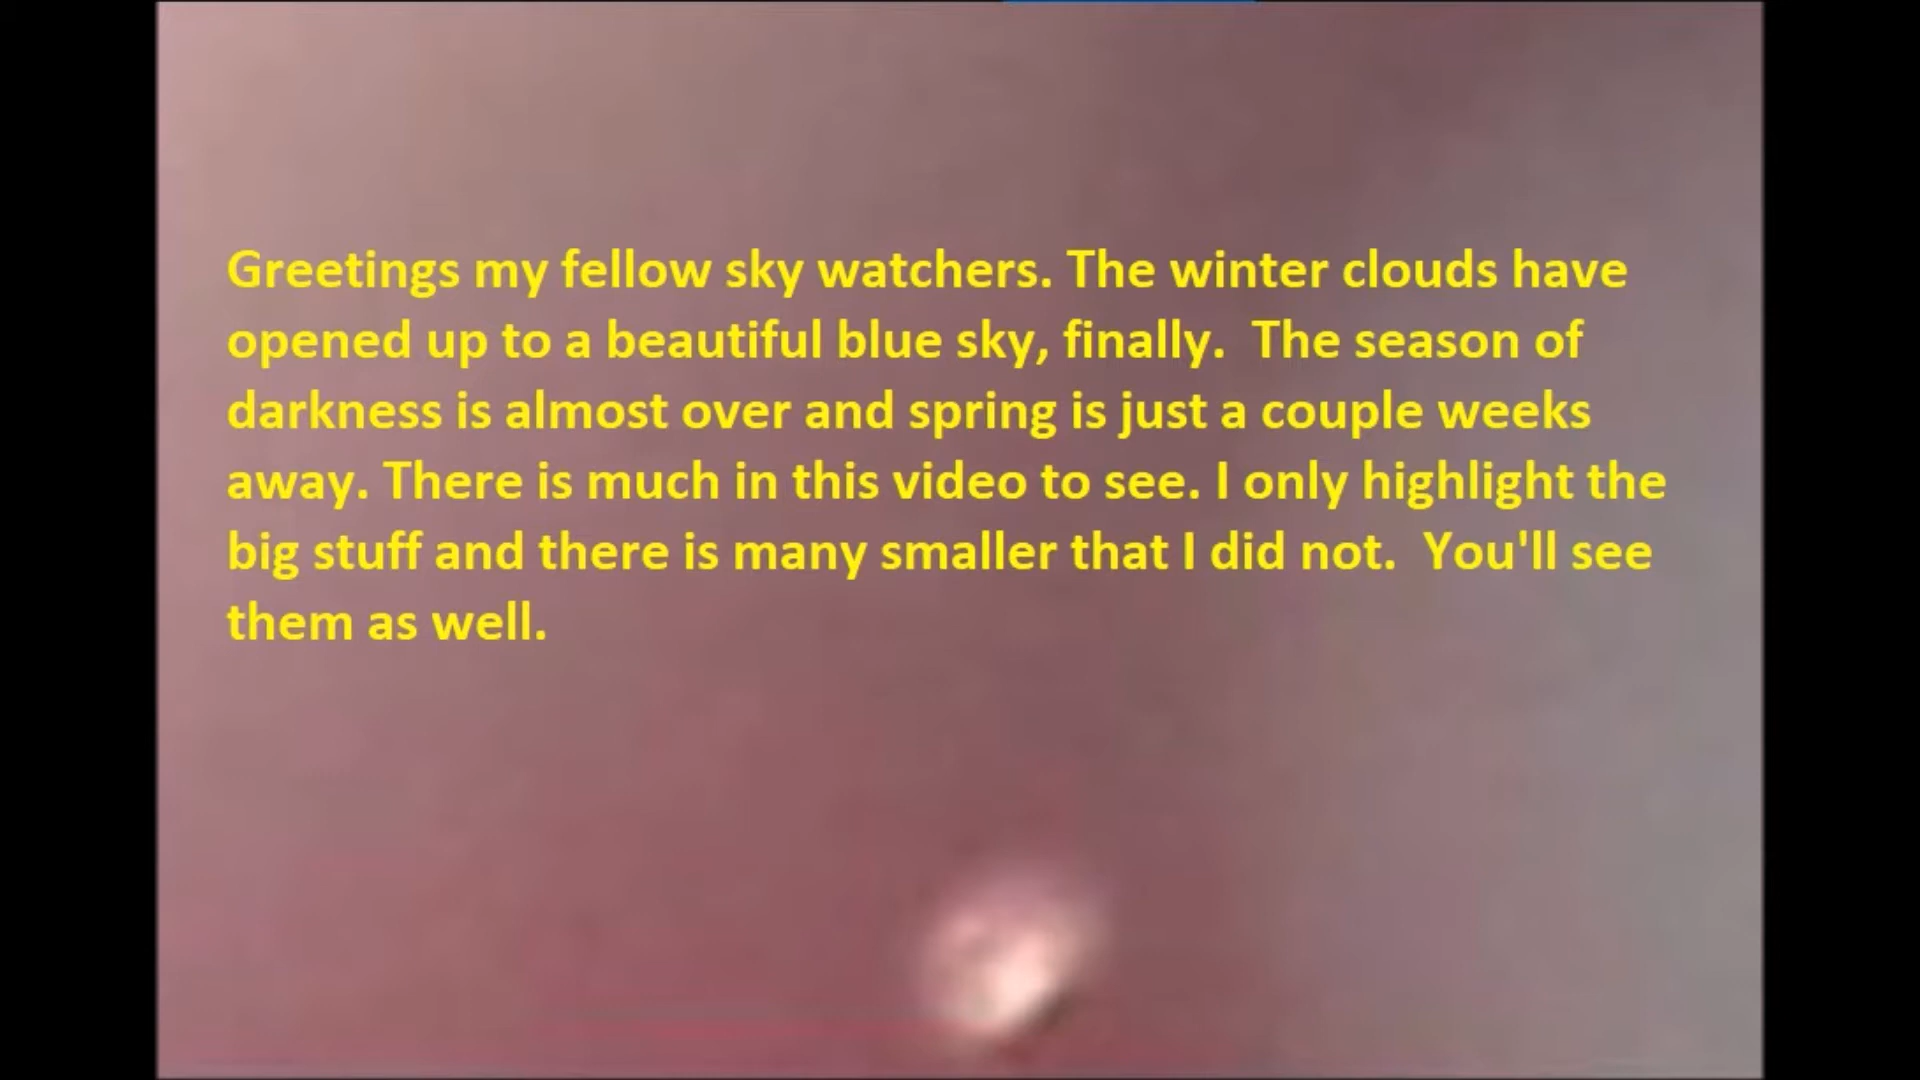 Greetings my fellow sky watchers. The winter clouds have
opened up to a beautiful blue sky, finally.  The season of
darkness is almost over and spring is just a couple weeks
away. There is much in this video to see. I only highlight the
big stuff and there is many smaller that I did not.  You'll see
them as well.